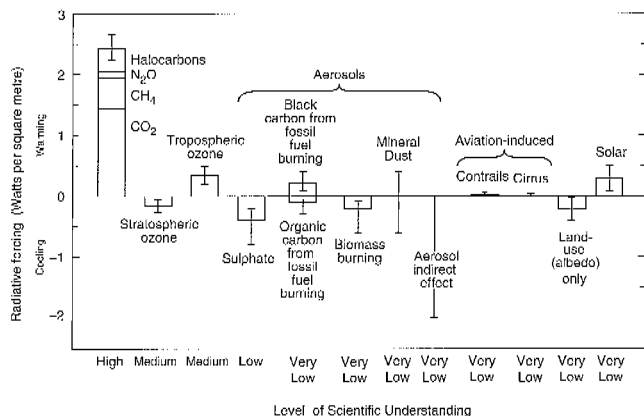 Radiative forcing (Watts per square metre)
Cooling
Warming
3
2
1
0
−1
−2
Halocarbons
N2O
CH4
CO2
Stratospheric
ozone
Tropospheric
ozone
Aerosols
Sulphate
Black
carbon from
fossil
fuel
burning
Organic
carbon
from
fossil
fuel
burning
Biomass
burning
Mineral
Dust
Aerosol
indirect
effect
Aviation-induced
Contrails Cirrus
Land-
use
(albedo)
only
Solar
High Medium Medium Low Very Very Very Very Very Very Very Very
Low Low Low Low Low Low Low Low
Level of Scientific Understanding